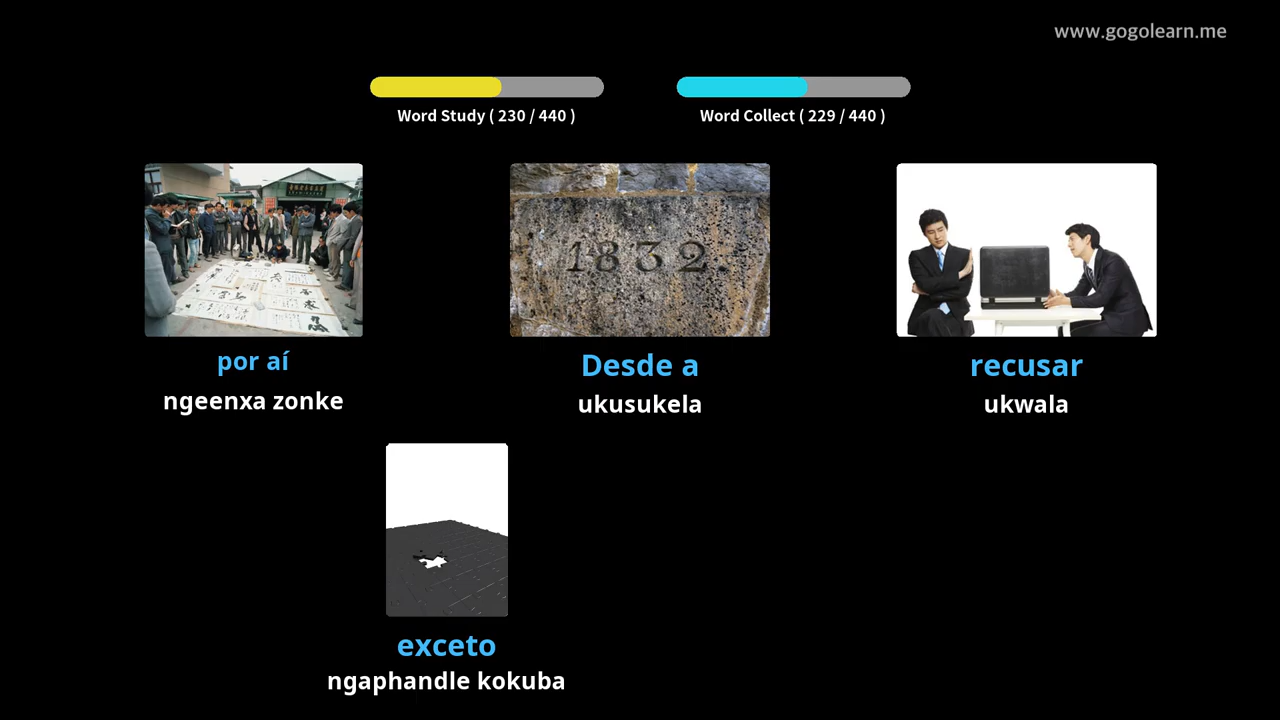 www.gogolearn.me
Word Study ( 230 / 440 )
Word Collect ( 229 / 440 )
1832.
por aí
ngeenxa zonke
Desde a
ukusukela
recusar
ukwala
exceto
ngaphandle kokuba